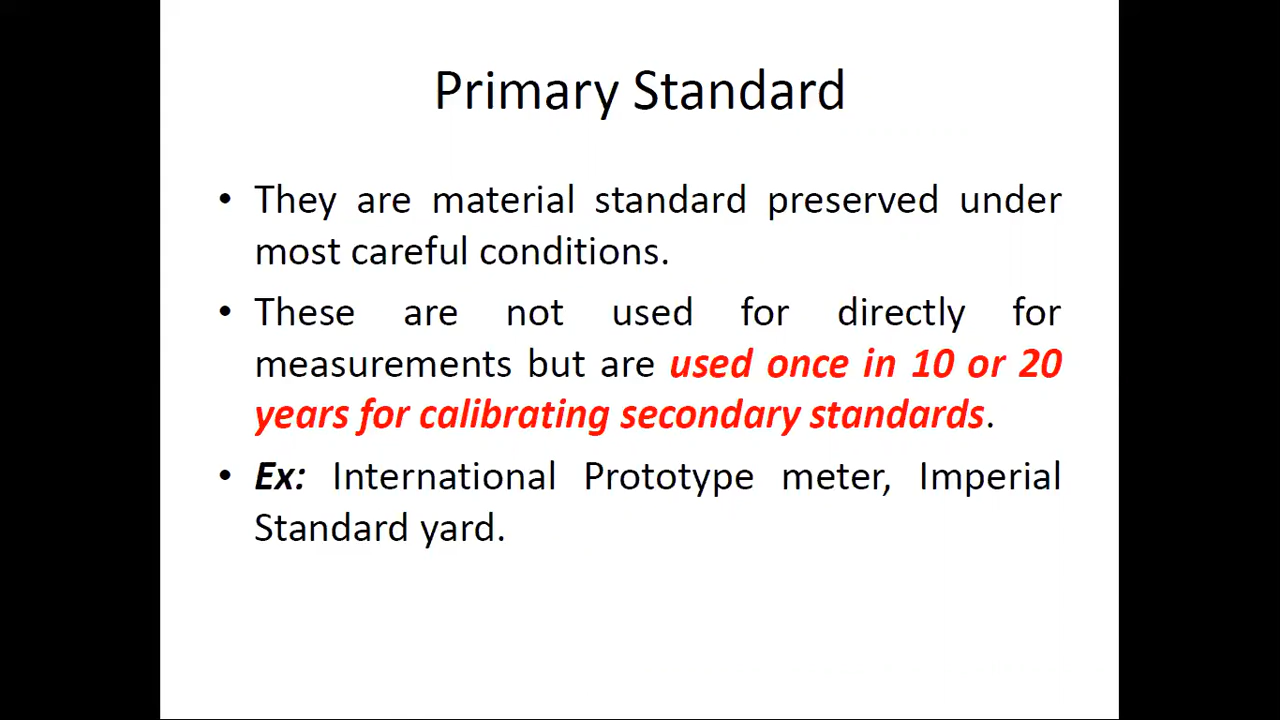 Primary Standard
• They are material standard preserved under
most careful conditions.
• These are not used for directly for
measurements but are used once in 10 or 20
years for calibrating secondary standards.
• Ex: International Prototype meter, Imperial
Standard yard.